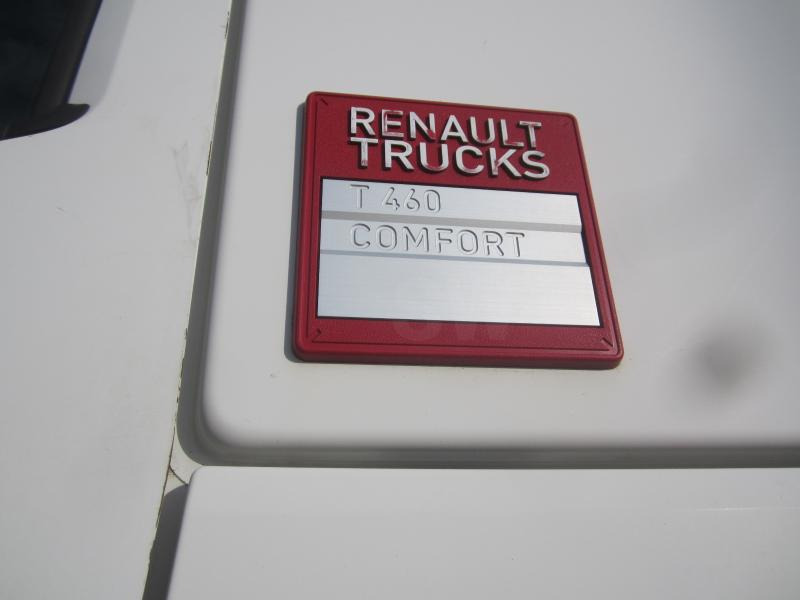 RENAULT
TRUCKS
T 460
COMFORT